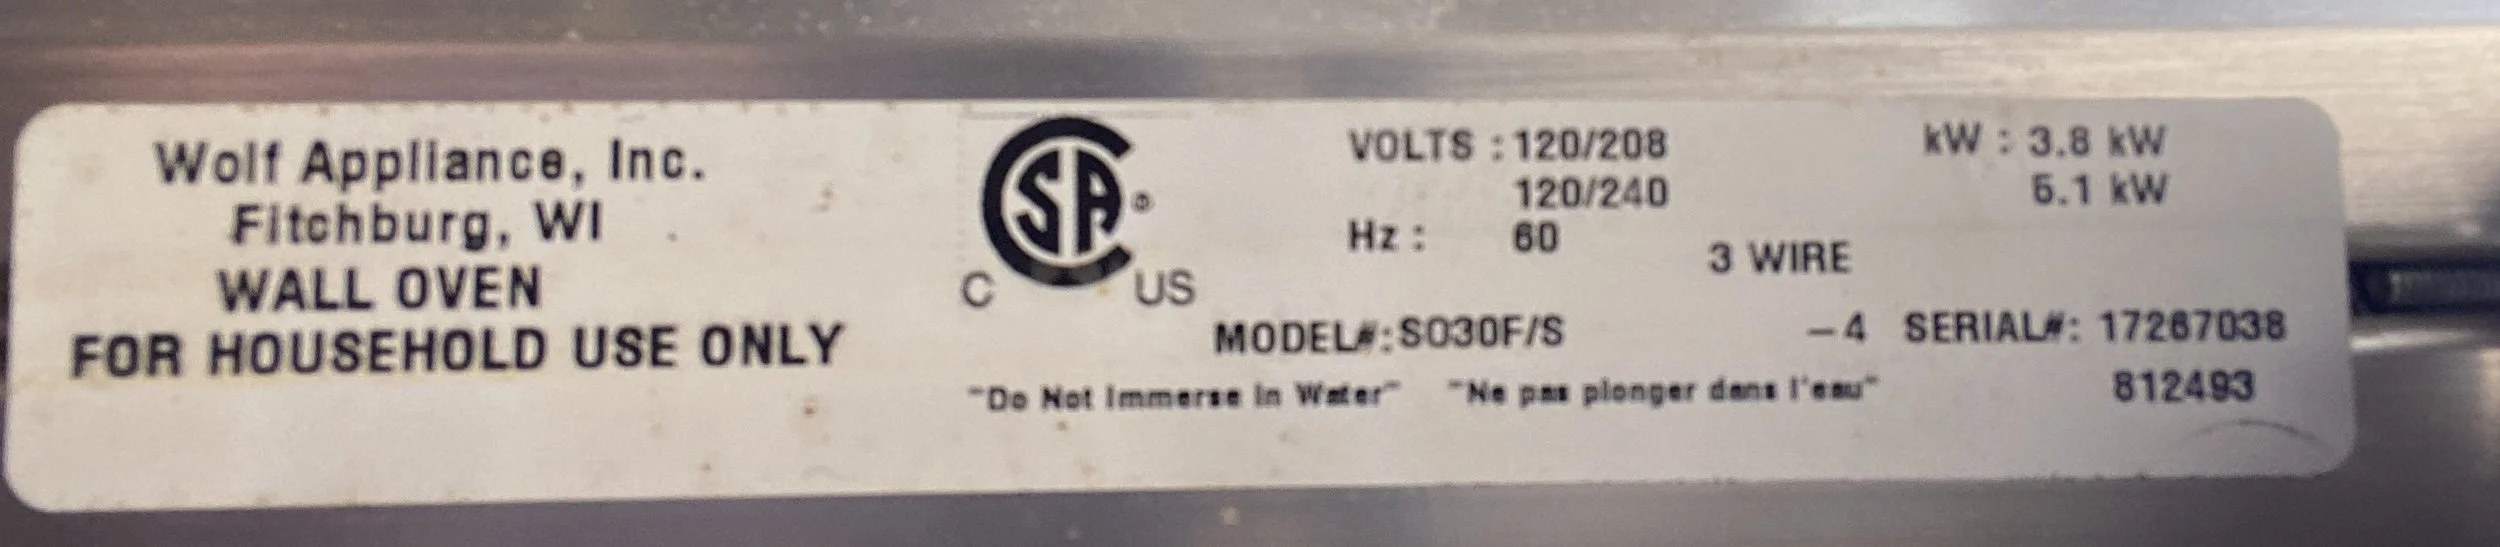 Wolf Appliance, Inc.
Fitchburg, WI
WALL OVEN
FOR HOUSEHOLD USE ONLY
CSA®
C US
VOLTS : 120/208 kW : 3.8 kW
120/240 5.1 kW
Hz : 60 3 WIRE
MODEL#:SO30F/S -4 SERIAL#: 17267038
"Do Not Immerse In Water" "Ne pas plonger dans l'eau" 812493